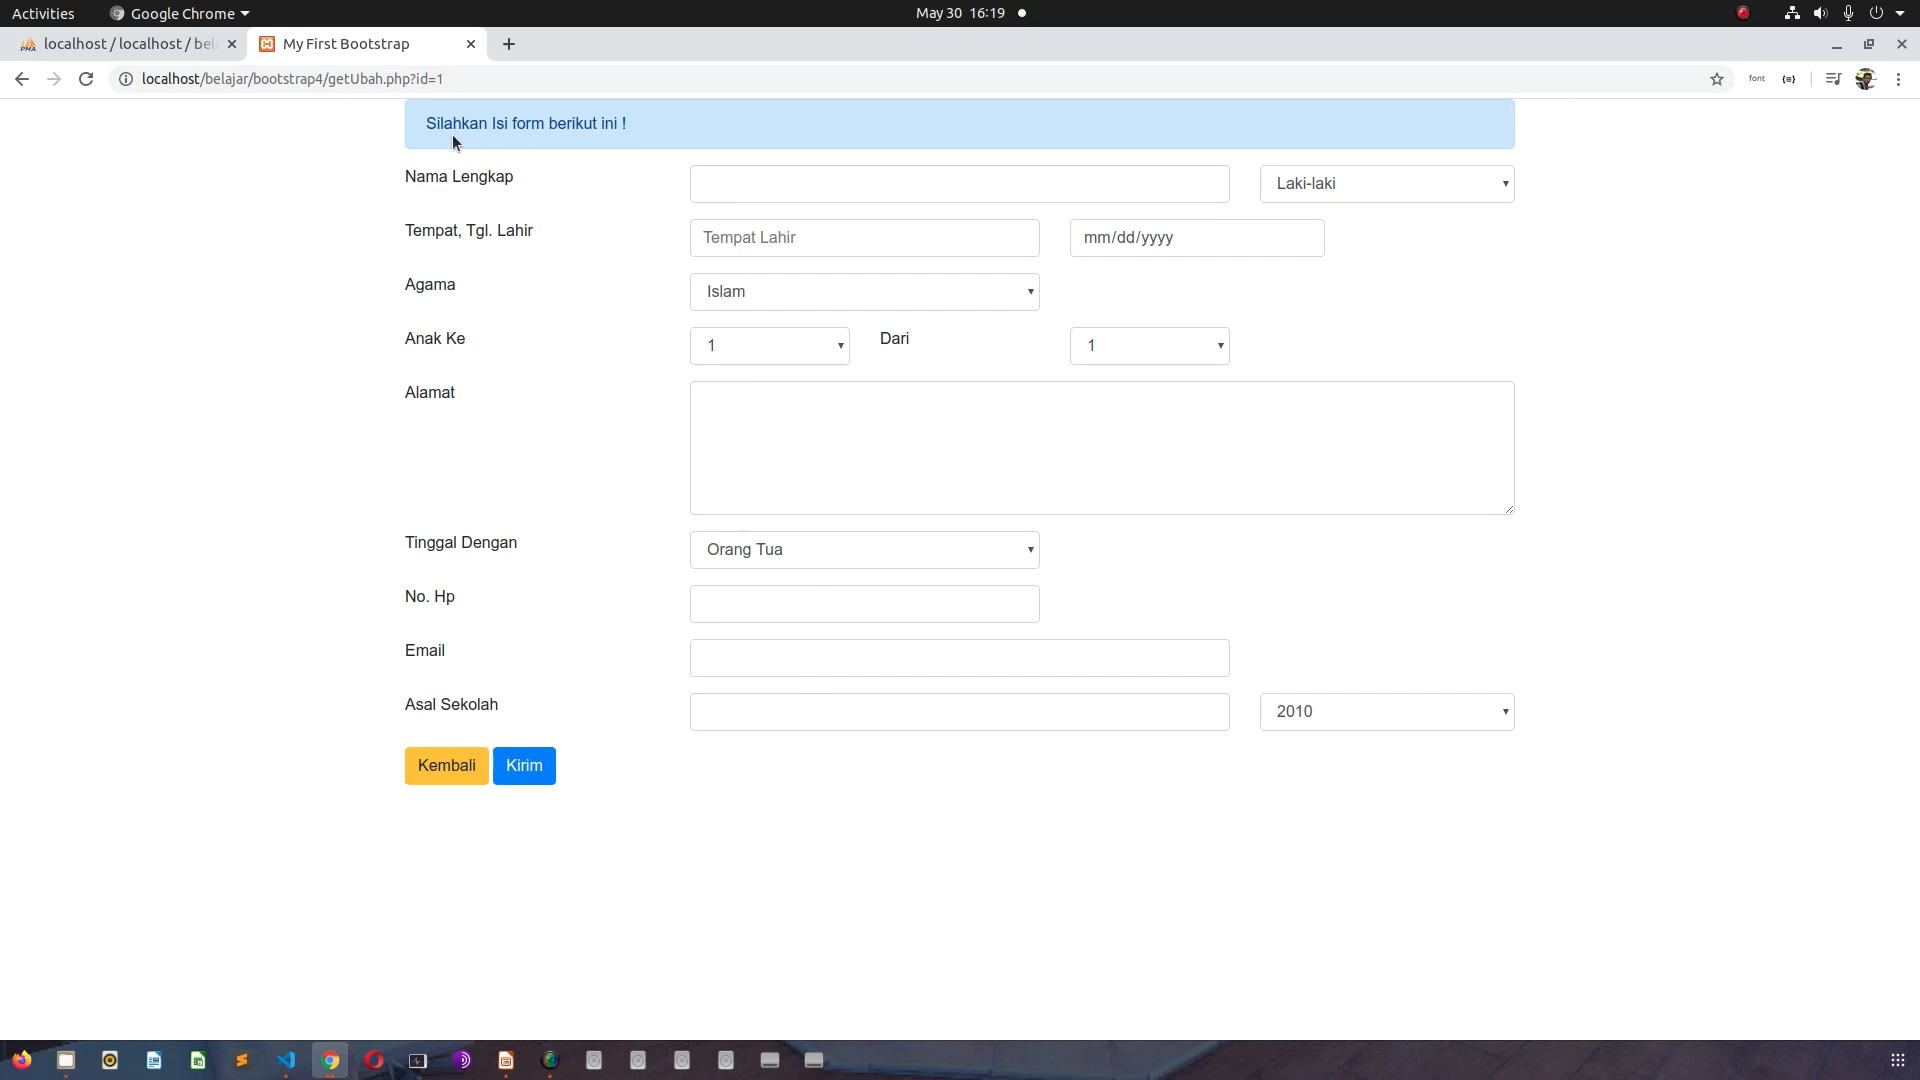 Activities
Google Chrome
May 30 16:19
localhost / localhost / bel
My First Bootstrap
localhost/belajar/bootstrap4/getUbah.php?id=1
font
Silahkan Isi form berikut ini !
Nama Lengkap
Laki-laki
Tempat, Tgl. Lahir
Tempat Lahir
mm/dd/yyyy
Agama
Islam
Anak Ke
1
Dari
1
Alamat
Tinggal Dengan
Orang Tua
No. Hp
Email
Asal Sekolah
2010
Kembali
Kirim